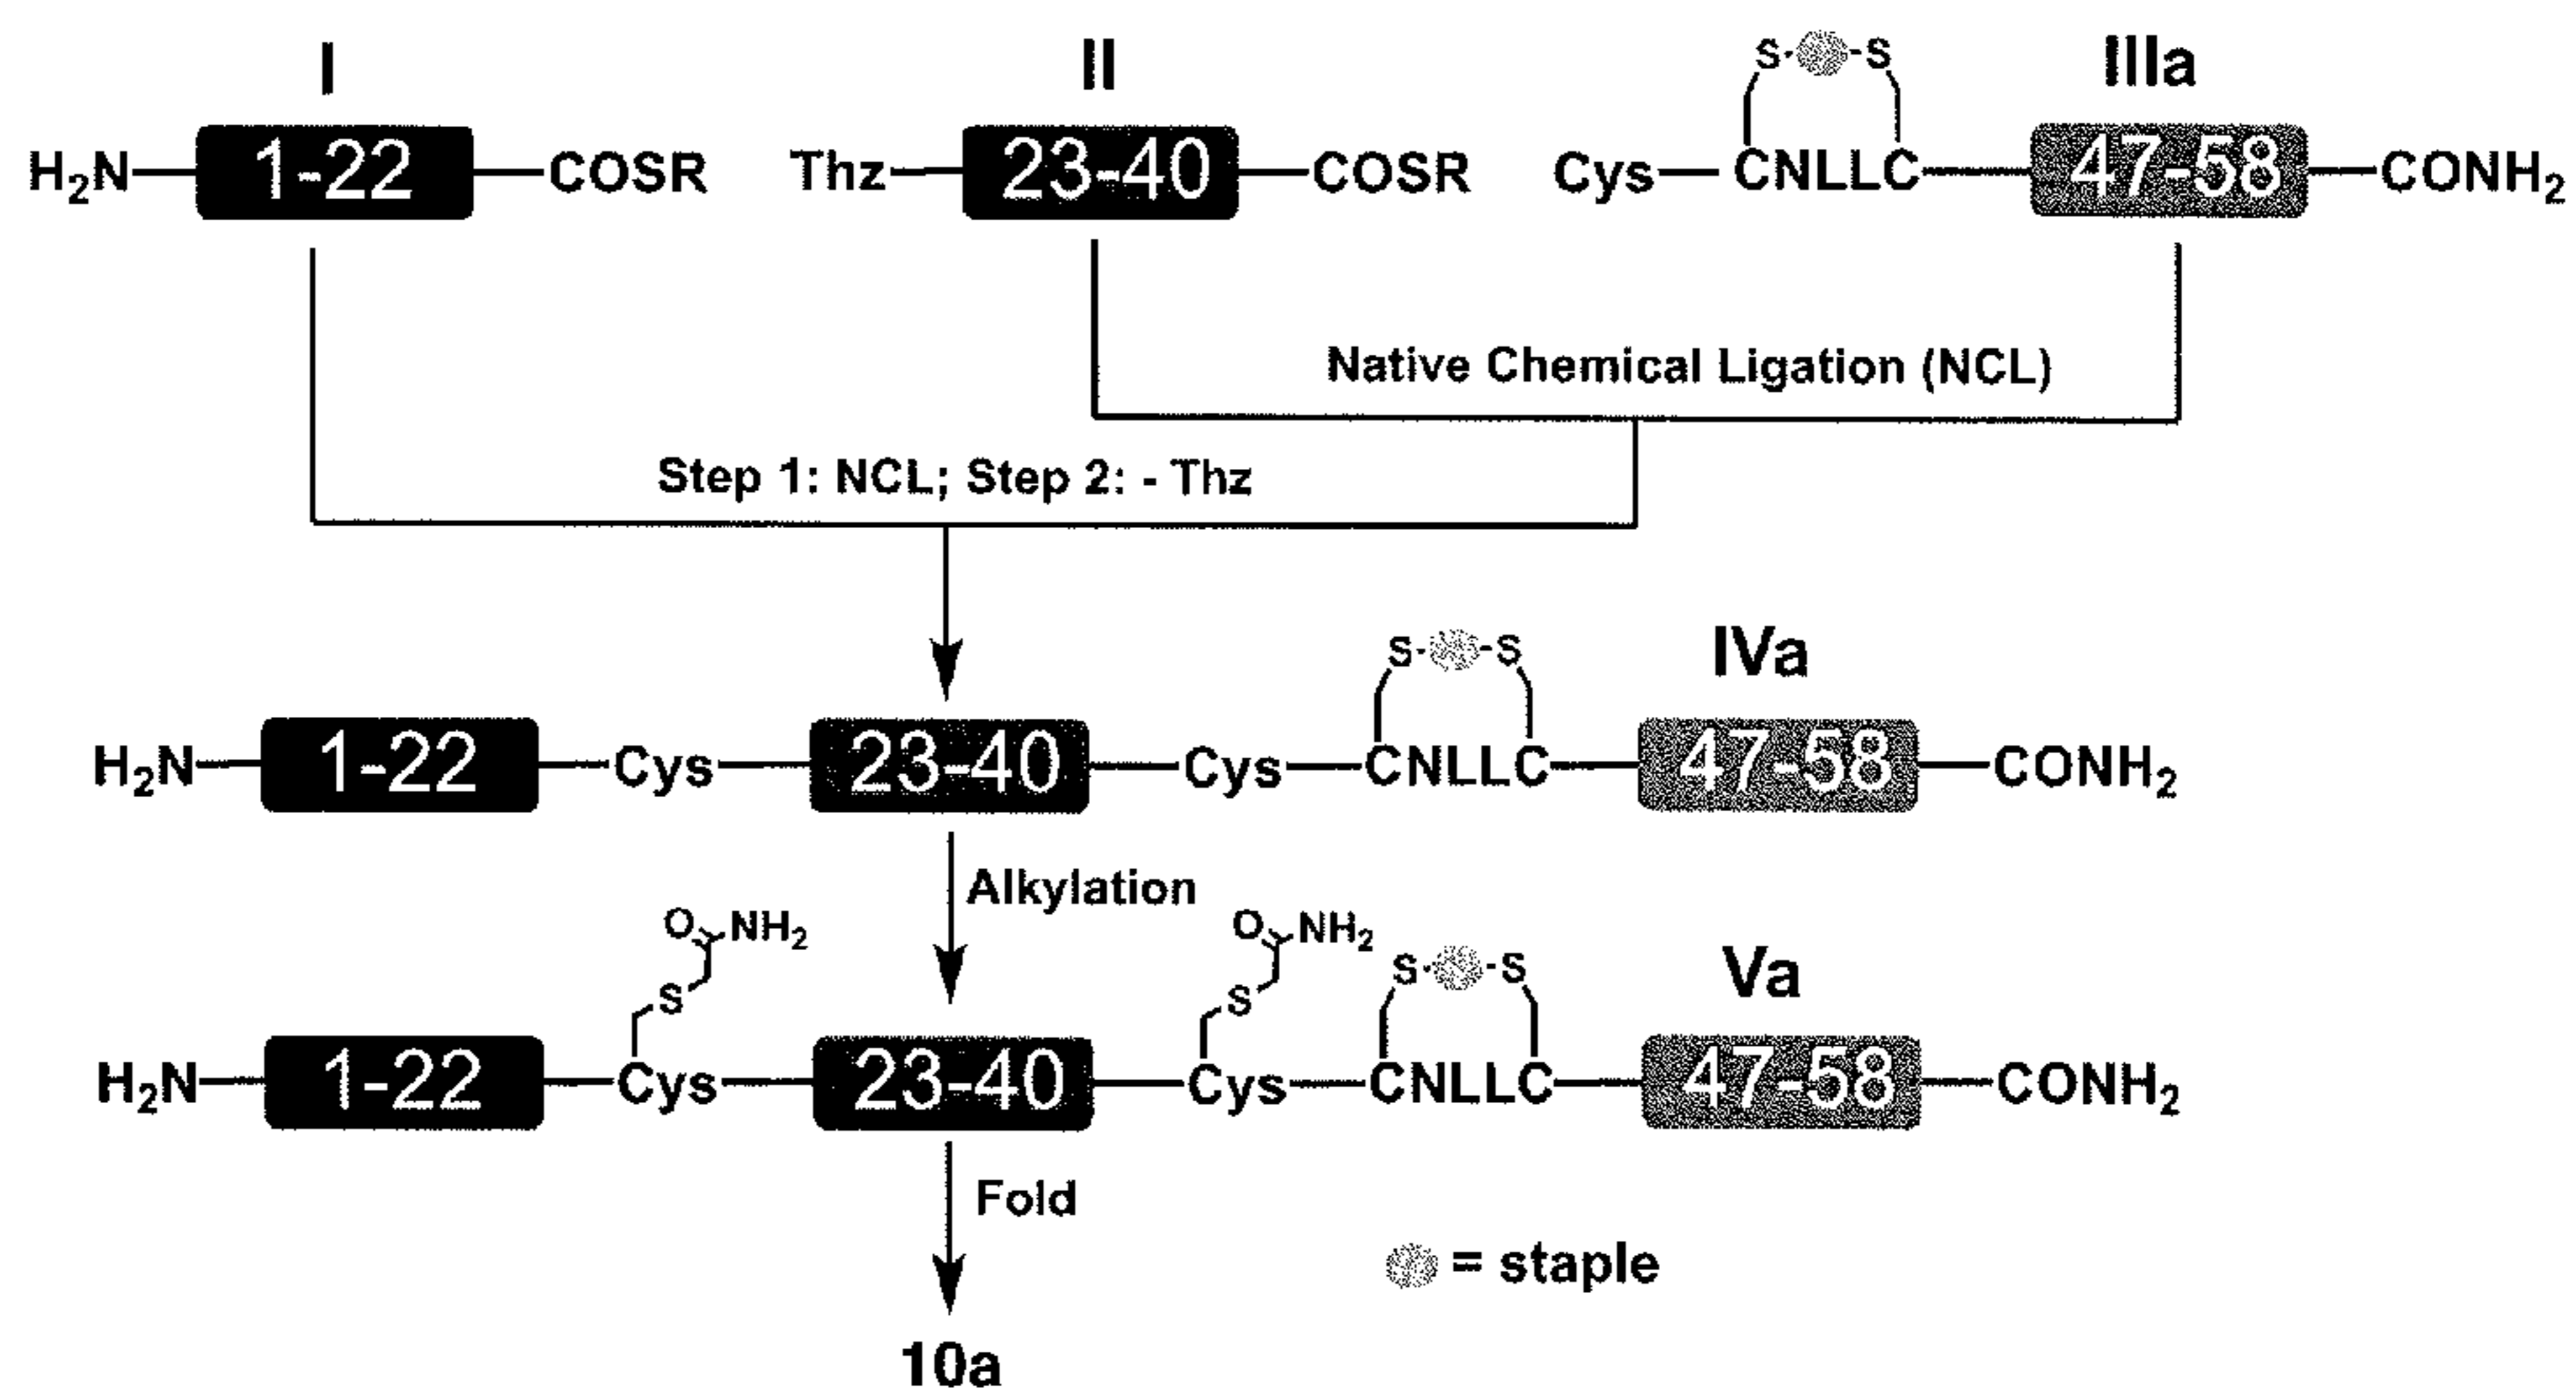 I II IIIa
S S
H2N 1-22 COSR Thz 23-40 COSR Cys CNLLC 47-58 CONH2
Native Chemical Ligation (NCL)
Step 1: NCL; Step 2: - Thz
S S IVa
H2N 1-22 Cys 23-40 Cys CNLLC 47-58 CONH2
Alkylation
O NH2 O NH2
S S S S Va
H2N 1-22 Cys 23-40 Cys CNLLC 47-58 CONH2
Fold
= staple
10a